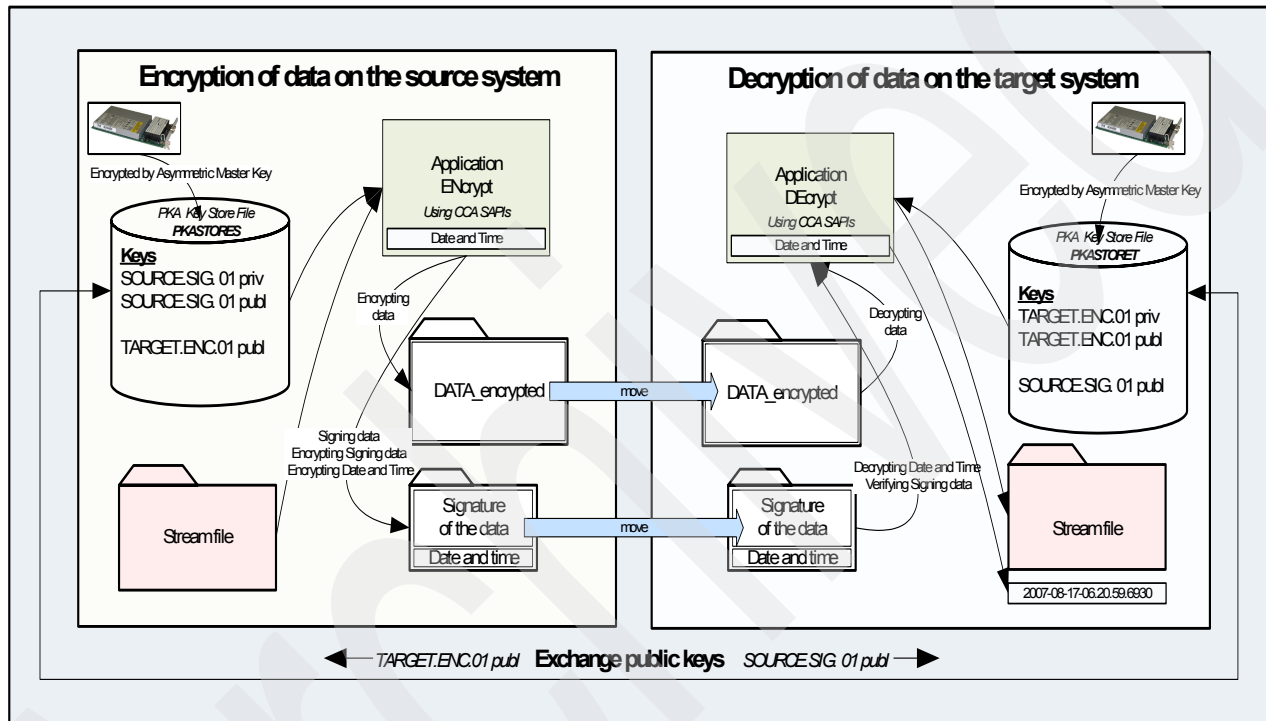 Encryption of data on the source system
Encrypted by Asymmetric Master Key
PKA Key Store File
PKASTORES
Keys
SOURCE.SIG. 01 priv
SOURCE.SIG. 01 publ
TARGET.ENC.01 publ
Application
ENcrypt
Using CCA SAPIs
Date and Time
Encrypting
data
DATA_encrypted
Signing data
Encrypting Signing data
Encrypting Date and Time
Stream file
Signature
of the data
Date and time
move
move
Decryption of data on the target system
Application
DEcrypt
Using CCA SAPIs
Date and Time
Encrypted by Asymmetric Master Key
PKA Key Store File
PKASTORET
Keys
TARGET.ENC.01 priv
TARGET.ENC.01 publ
SOURCE.SIG. 01 publ
Decrypting
data
DATA_encrypted
Decrypting Date and Time
Verifying Signing data
Signature
of the data
Date and time
Stream file
2007-08-17-06.20.59.6930
TARGET.ENC.01 publ Exchange public keys SOURCE.SIG. 01 publ